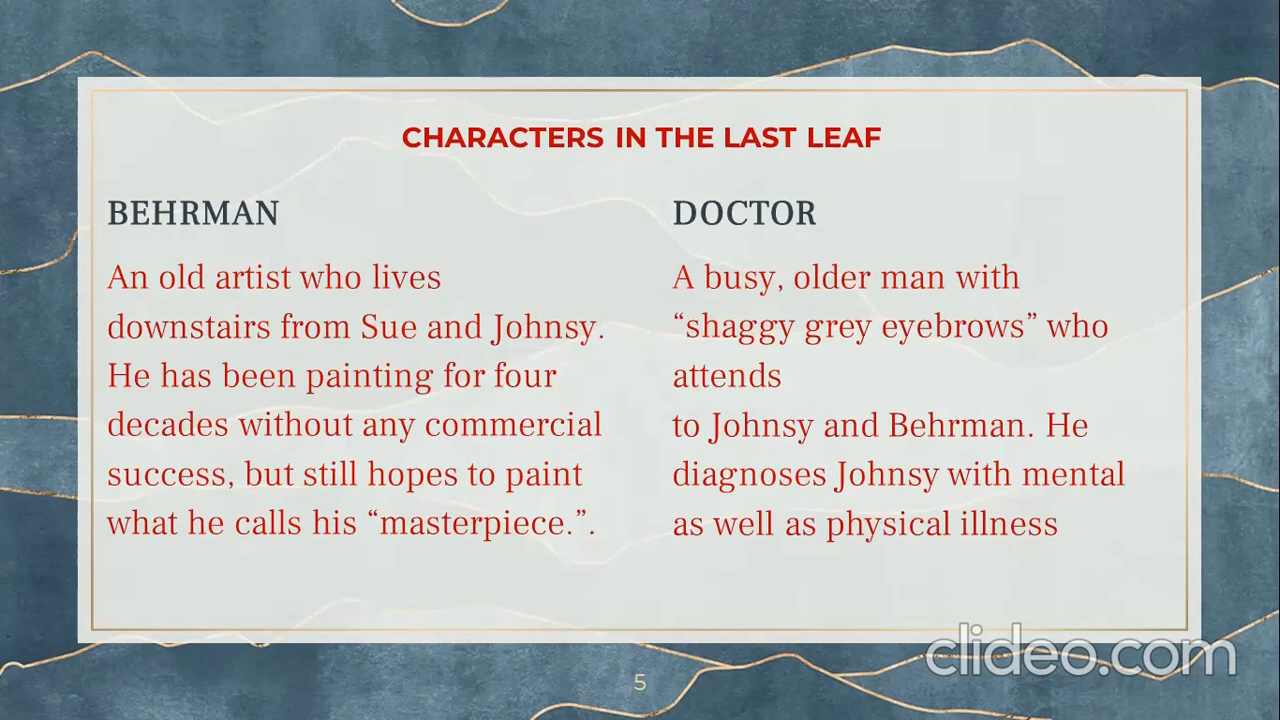 CHARACTERS IN THE LAST LEAF
BEHRMAN
An old artist who lives
downstairs from Sue and Johnsy.
He has been painting for four
decades without any commercial
success, but still hopes to paint
what he calls his “masterpiece.”.
DOCTOR
A busy, older man with
“shaggy grey eyebrows” who
attends
to Johnsy and Behrman. He
diagnoses Johnsy with mental
as well as physical illness
clideo.com
5